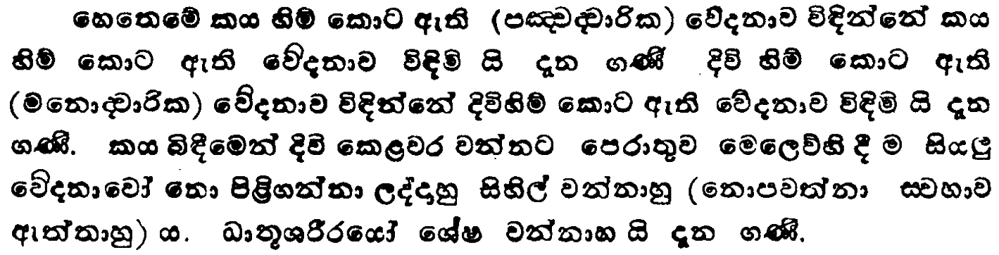 හෙතෙමේ කය හිම් කොට ඇති (පඤ්චද්වාරික) වේදනාව විඳින්නේ කය
හිම් කොට ඇති වේදනාව විඳිමි යි දැන ගණී දිවි හිම් කොට ඇති
(මනොද්වාරික) වේදනාව විඳින්නේ දිවිහිම් කොට ඇති වේදනාව විඳිමි යි දැන
ගණී. කය බිඳීමෙන් දිවි කෙළවර වන්නට පෙරාතුව මෙලෙව්හි දී ම සියලු
වේදනාවෝ නො පිළිගන්නා ලද්දාහු සිහිල් වන්නාහු (නොපවත්නා ස්වභාව
ඇත්තාහු) ය. ධාතුශරීරයෝ ශේෂ වන්නාහ යි දැන ගණී.